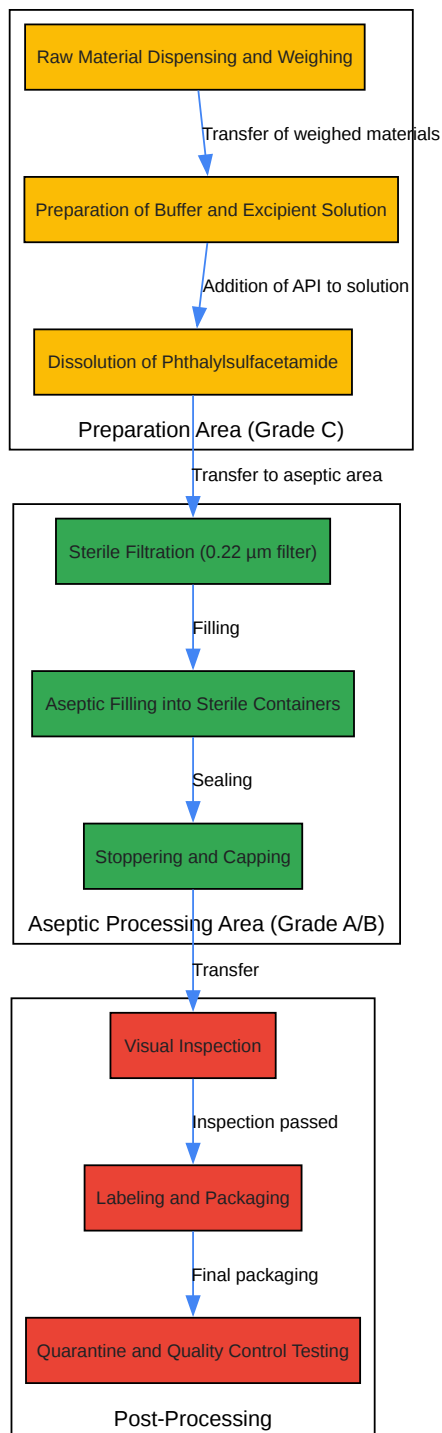 Raw Material Dispensing and Weighing
Transfer of weighed materials
Preparation of Buffer and Excipient Solution
Addition of API to solution
Dissolution of Phthalylsulfacetamide
Preparation Area (Grade C)
Transfer to aseptic area
Sterile Filtration (0.22 µm filter)
Filling
Aseptic Filling into Sterile Containers
Sealing
Stoppering and Capping
Aseptic Processing Area (Grade A/B)
Transfer
Visual Inspection
Inspection passed
Labeling and Packaging
Final packaging
Quarantine and Quality Control Testing
Post-Processing